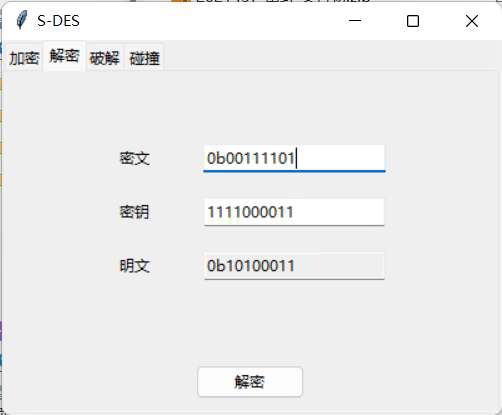 S-DES
加密 解密 破解 碰撞
密文 0b00111101
密钥 1111000011
明文 0b10100011
解密